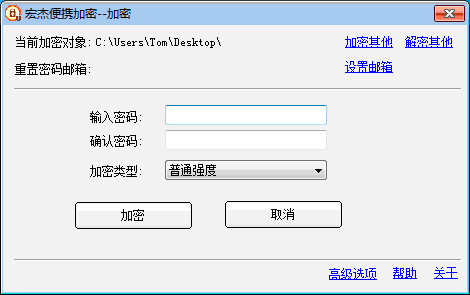 宏杰便携加密--加密
当前加密对象: C:\Users\Tom\Desktop\ 加密其他 解密其他
重置密码邮箱: 设置邮箱
输入密码:
确认密码:
加密类型: 普通强度
加密 取消
高级选项 帮助 关于